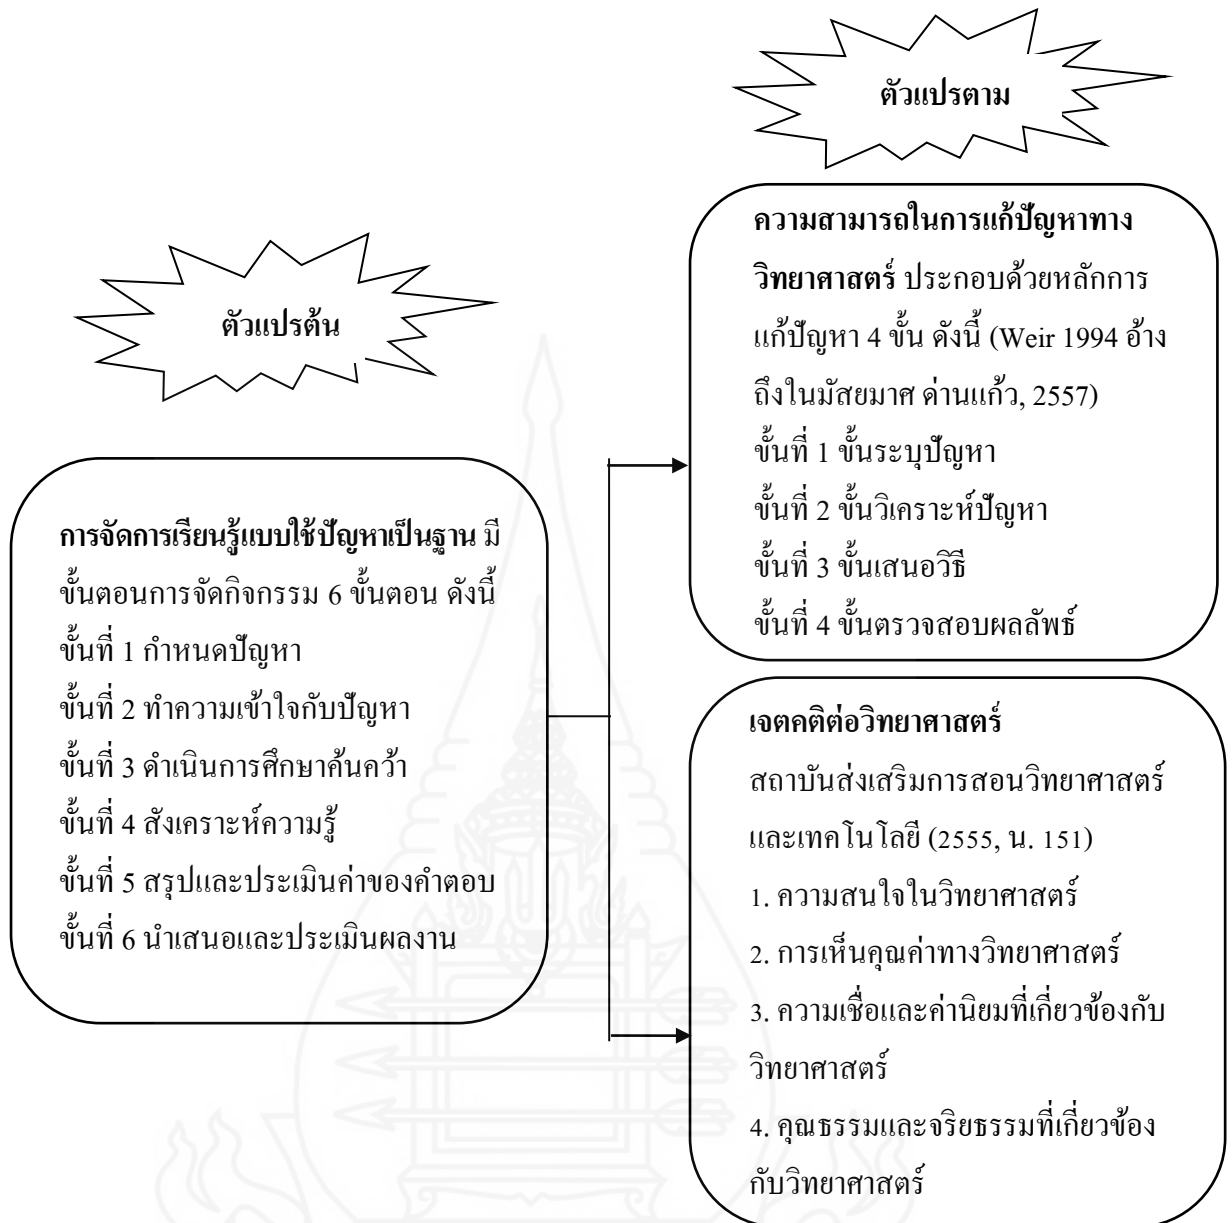 ตัวแปรต้น
การจัดการเรียนรู้แบบใช้ปัญหาเป็นฐาน มี
ขั้นตอนการจัดกิจกรรม 6 ขั้นตอน ดังนี้
ขั้นที่ 1 กำหนดปัญหา
ขั้นที่ 2 ทำความเข้าใจกับปัญหา
ขั้นที่ 3 ดำเนินการศึกษาค้นคว้า
ขั้นที่ 4 สังเคราะห์ความรู้
ขั้นที่ 5 สรุปและประเมินค่าของคำตอบ
ขั้นที่ 6 นำเสนอและประเมินผลงาน
ตัวแปรตาม
ความสามารถในการแก้ปัญหาทาง
วิทยาศาสตร์ ประกอบด้วยหลักการ
แก้ปัญหา 4 ขั้น ดังนี้ (Weir 1994 อ้าง
ถึงในมัสยมาศ ด่านแก้ว, 2557)
ขั้นที่ 1 ขั้นระบุปัญหา
ขั้นที่ 2 ขั้นวิเคราะห์ปัญหา
ขั้นที่ 3 ขั้นเสนอวิธี
ขั้นที่ 4 ขั้นตรวจสอบผลลัพธ์
เจตคติต่อวิทยาศาสตร์
สถาบันส่งเสริมการสอนวิทยาศาสตร์
และเทคโนโลยี (2555, น. 151)
1. ความสนใจในวิทยาศาสตร์
2. การเห็นคุณค่าทางวิทยาศาสตร์
3. ความเชื่อและค่านิยมที่เกี่ยวข้องกับ
วิทยาศาสตร์
4. คุณธรรมและจริยธรรมที่เกี่ยวข้อง
กับวิทยาศาสตร์